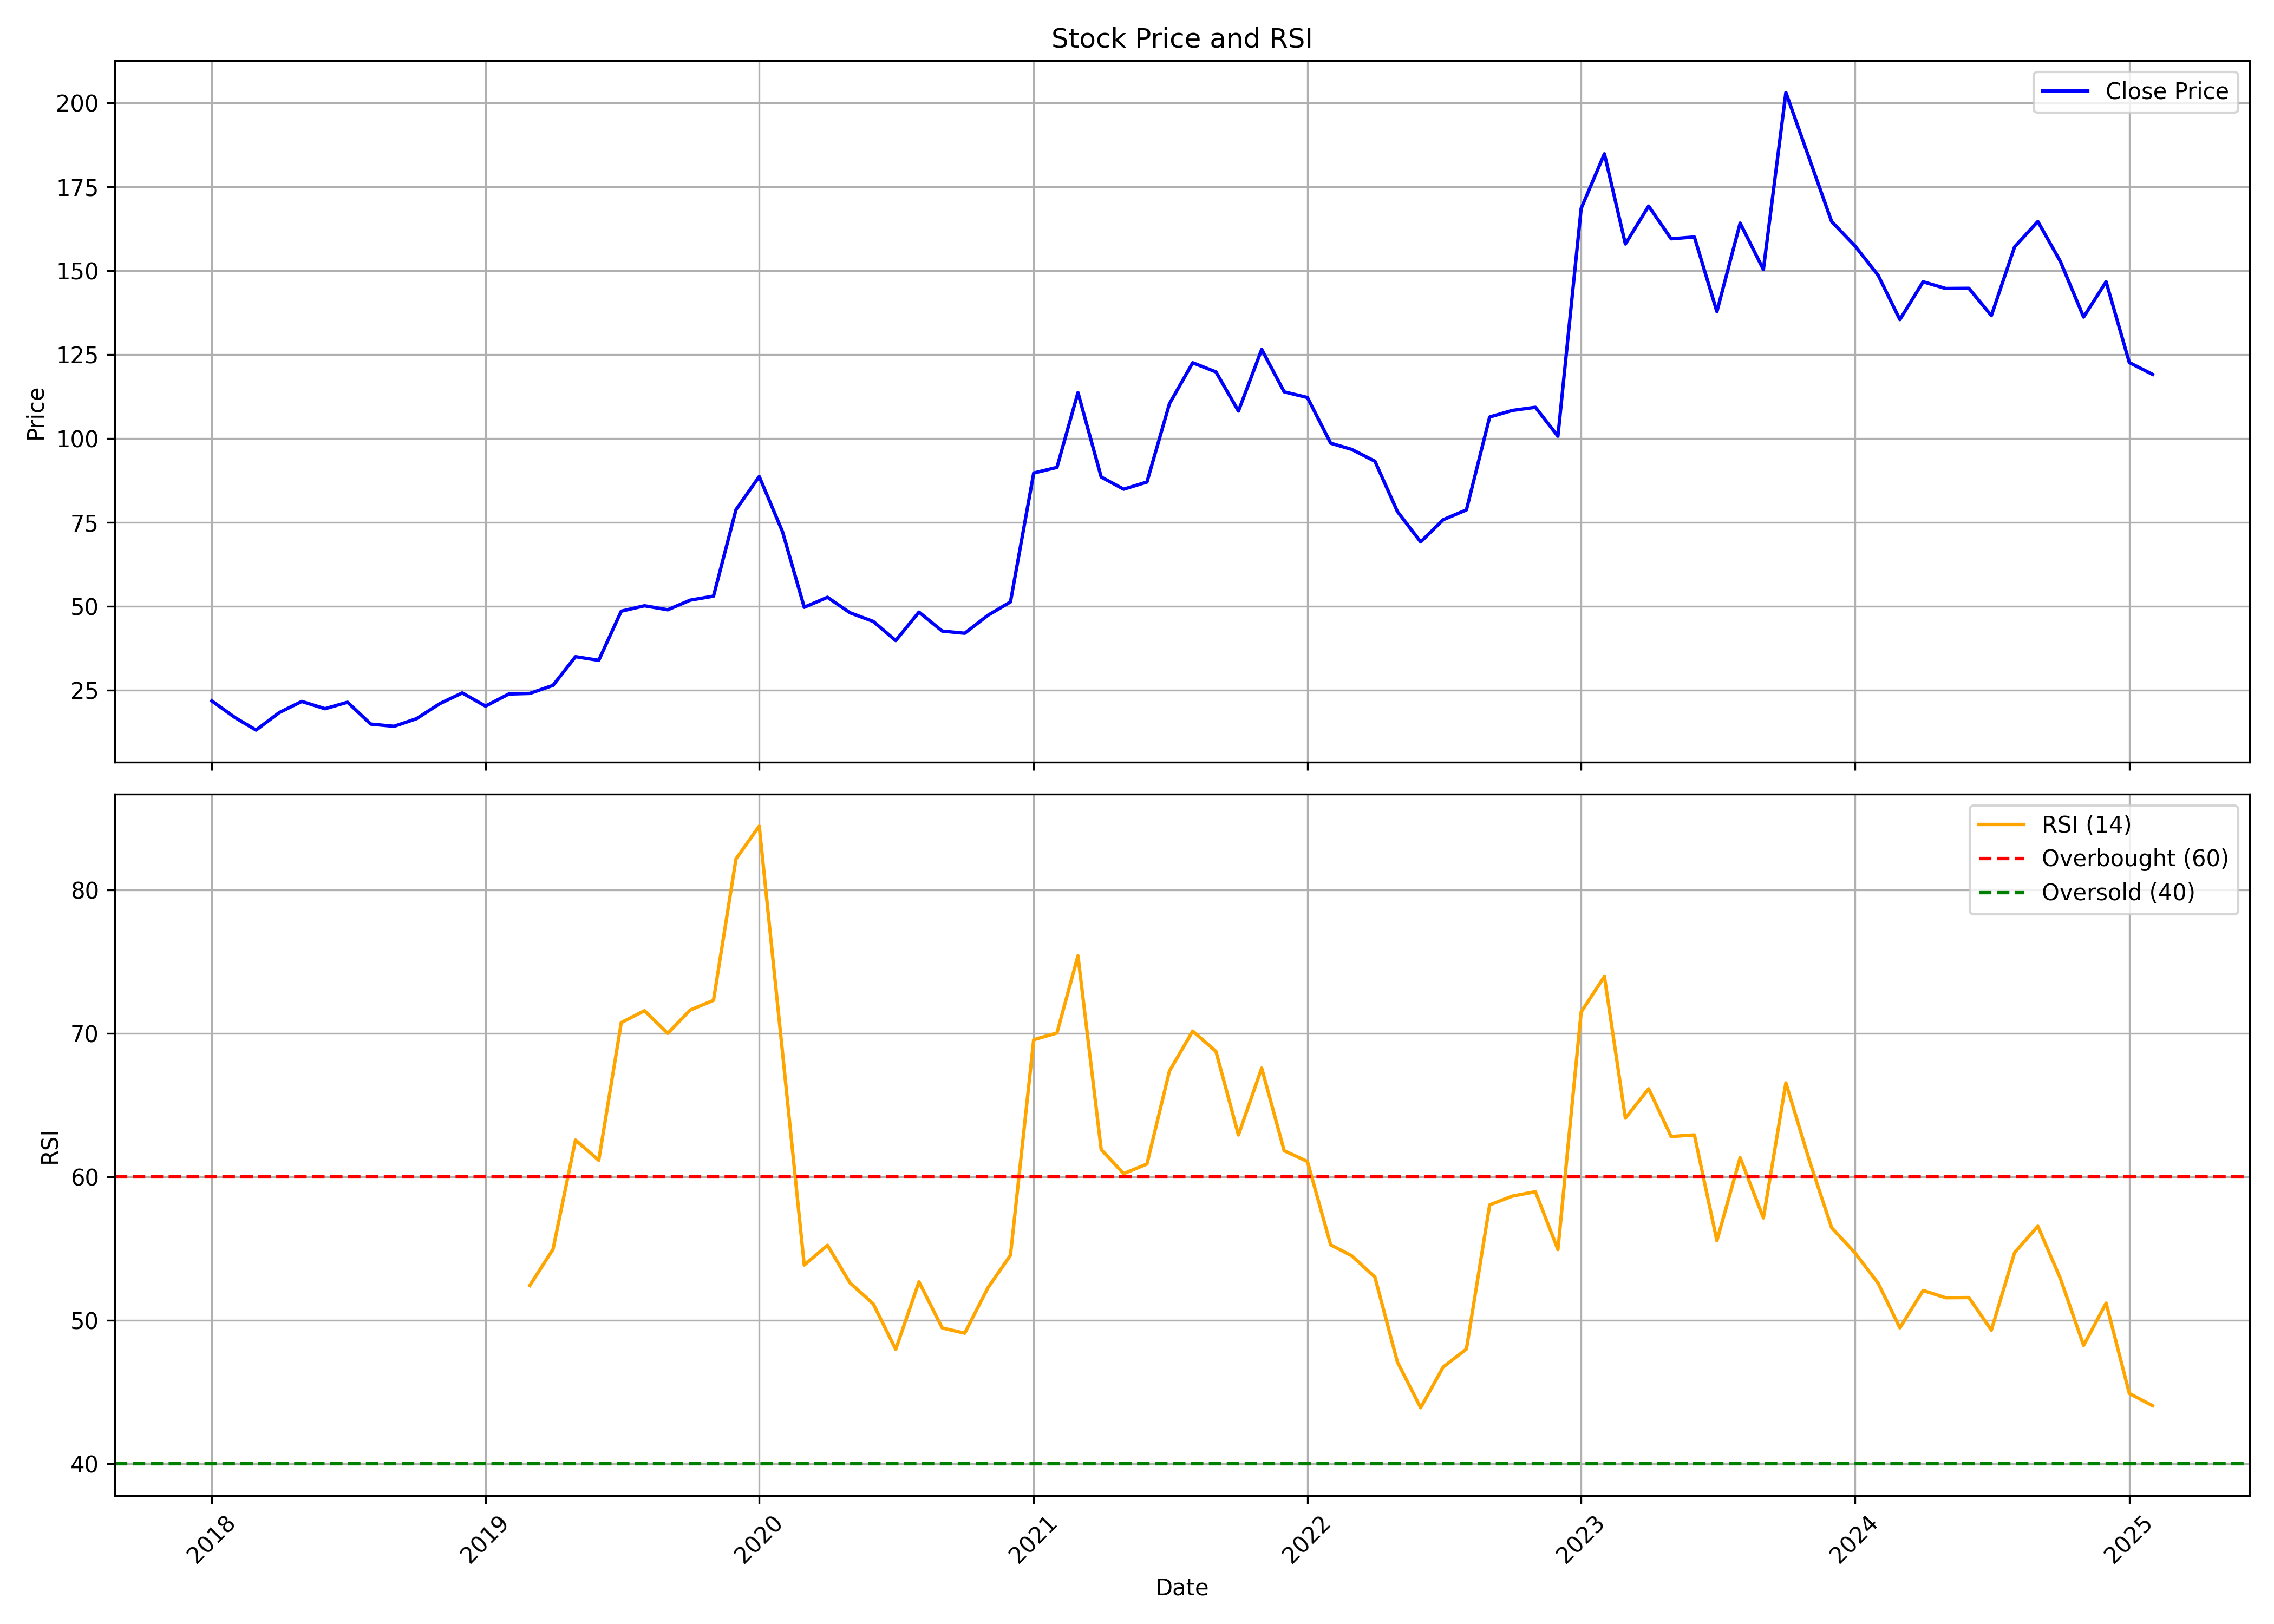 Stock Price and RSI
Close Price
200
175
150
125
100
75
50
25
Price
RSI (14)
Overbought (60)
Oversold (40)
80
70
60
50
40
RSI
2018
2019
2020
2021
2022
2023
2024
2025
Date